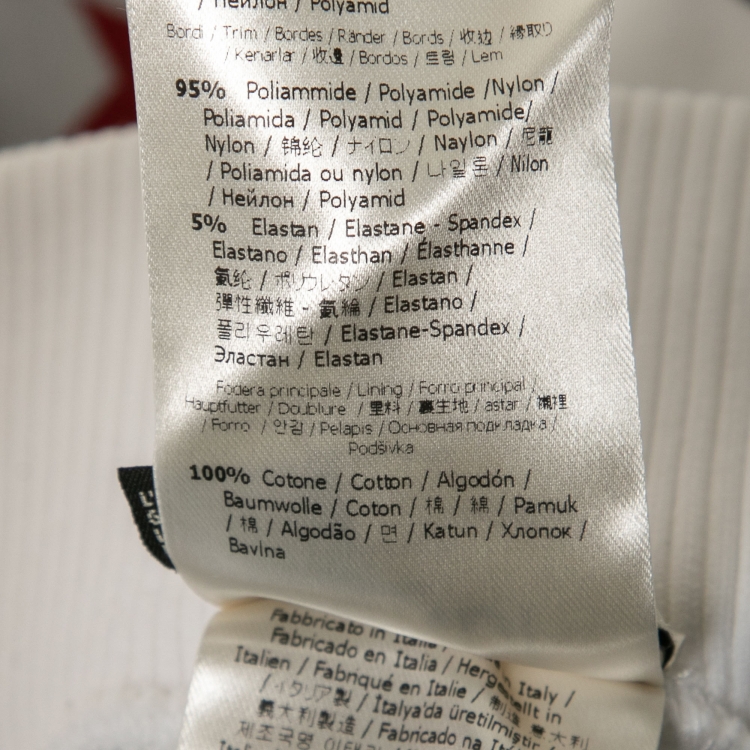 / Нейлон / Polyamid
Bordi / Trim / Bordes / Ränder / Bords / 收边 / 縁取り
/ Kenarlar / 收邊 / Bordos / 트림 / Lem
95% Poliammide / Polyamide /Nylon /
Poliamida / Polyamid / Polyamide/
Nylon / 锦纶 / ナイロン / Naylon / 尼龍
/ Poliamida ou nylon / 나일론 / Nilon
/ Нейлон / Polyamid
5% Elastan / Elastane - Spandex /
Elastano / Elasthan / Élasthanne /
氨纶 / ポリウレタン / Elastan /
彈性纖維 - 氨綸 / Elastano /
폴리우레탄 / Elastane-Spandex /
Эластан / Elastan
Fodera principale / Lining / Forro principal /
Hauptfutter / Doublure / 里料 / 裏生地 / astar / 襯裡
/ Forro / 안감 / Pelapis / Основная подкладка /
Podšívka
100% Cotone / Cotton / Algodón /
Baumwolle / Coton / 棉 / 綿 / Pamuk
/ 棉 / Algodão / 면 / Katun / Хлопок /
Bavlna
Fabbricato in Italia /
Fabricado en Italia / Italy /
Italien / Fabriqué en Italie /
/ イタリア製 / İtalya'da üretilmiştir
義大利製造 / Fabricado na
제조국명